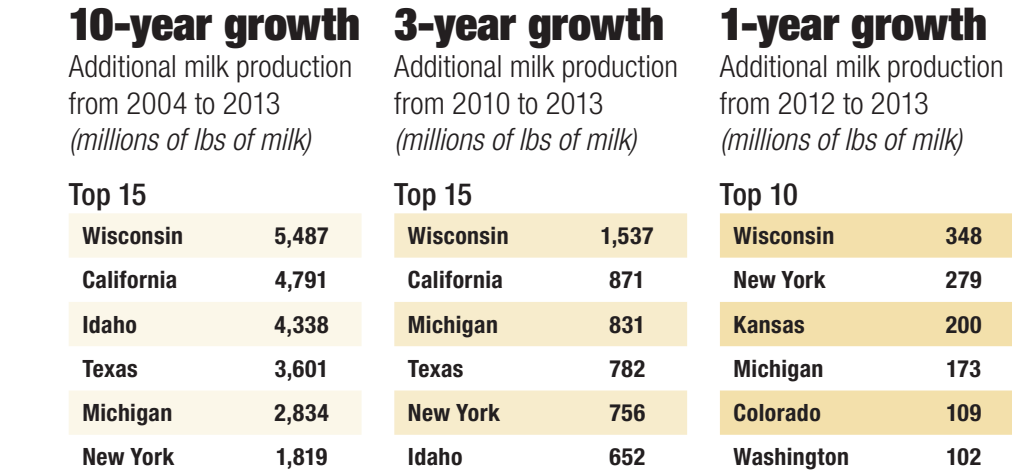 10-year growth
Additional milk production
from 2004 to 2013
(millions of lbs of milk)
Top 15
Wisconsin 5,487
California 4,791
Idaho 4,338
Texas 3,601
Michigan 2,834
New York 1,819
3-year growth
Additional milk production
from 2010 to 2013
(millions of lbs of milk)
Top 15
Wisconsin 1,537
California 871
Michigan 831
Texas 782
New York 756
Idaho 652
1-year growth
Additional milk production
from 2012 to 2013
(millions of lbs of milk)
Top 10
Wisconsin 348
New York 279
Kansas 200
Michigan 173
Colorado 109
Washington 102